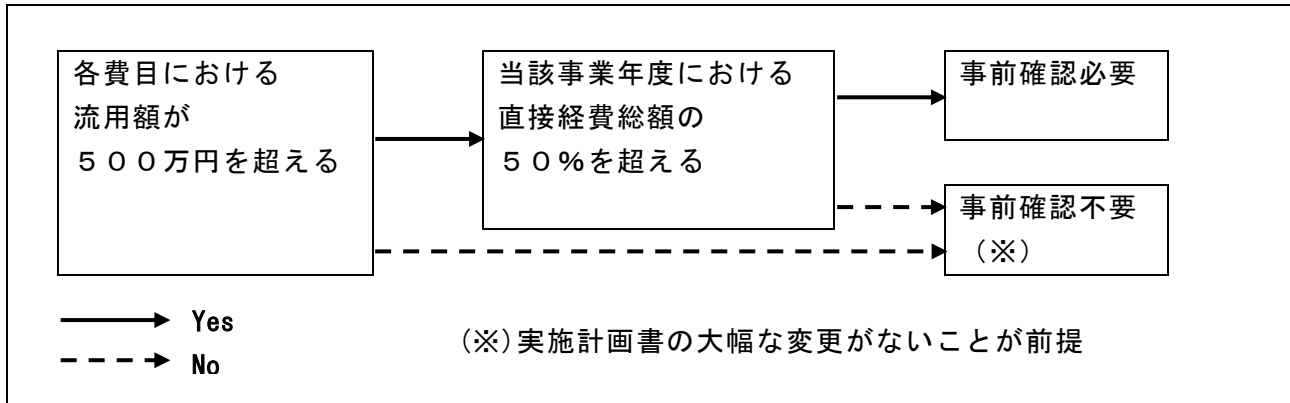 各費目における
流用額が
５００万円を超える
当該事業年度における
直接経費総額の
５０%を超える
事前確認必要
事前確認不要
（※）
Yes
No
(※)実施計画書の大幅な変更がないことが前提